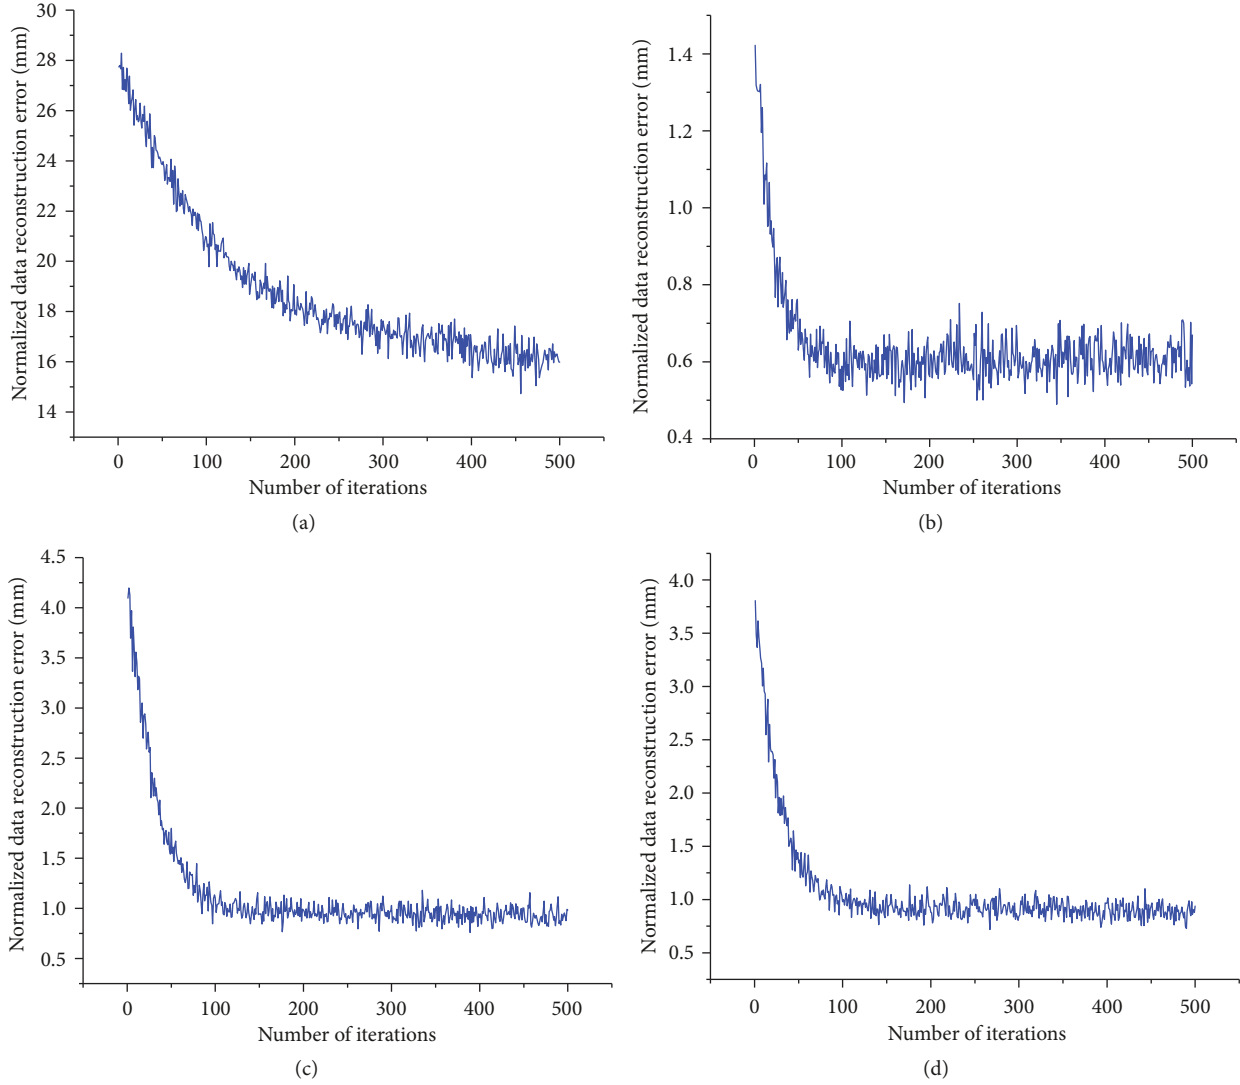 Normalized data reconstruction error (mm)
30
28
26
24
22
20
18
16
14
0 100 200 300 400 500
Number of iterations
(a)
Normalized data reconstruction error (mm)
1.4
1.2
1.0
0.8
0.6
0.4
0 100 200 300 400 500
Number of iterations
(b)
Normalized data reconstruction error (mm)
4.5
4.0
3.5
3.0
2.5
2.0
1.5
1.0
0.5
0 100 200 300 400 500
Number of iterations
(c)
Normalized data reconstruction error (mm)
4.0
3.5
3.0
2.5
2.0
1.5
1.0
0.5
0 100 200 300 400 500
Number of iterations
(d)